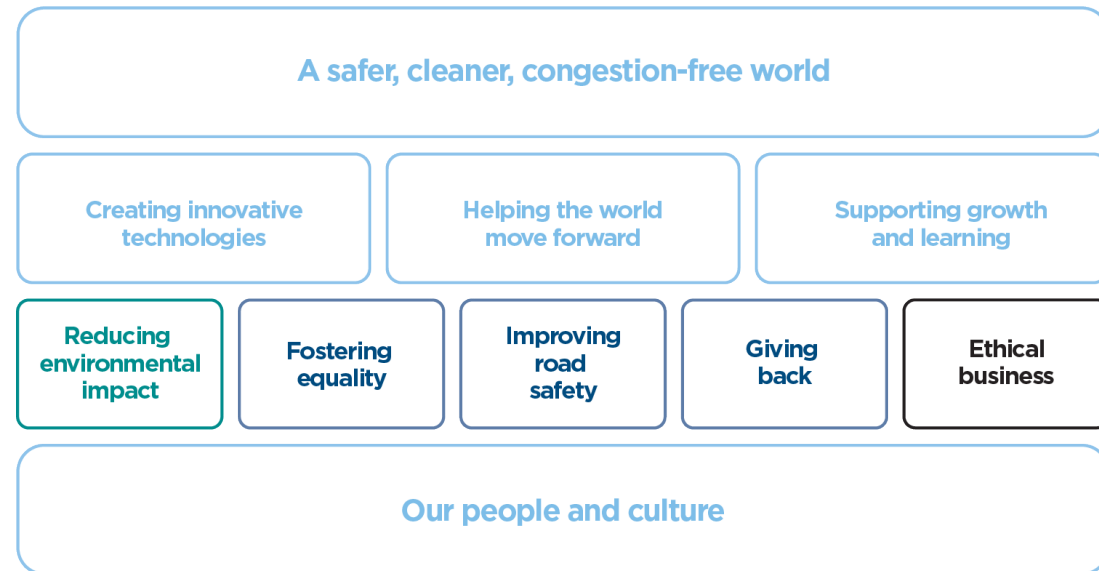 A safer, cleaner, congestion-free world
Creating innovative
technologies
Helping the world
move forward
Supporting growth
and learning
Reducing
environmental
impact
Fostering
equality
Improving
road
safety
Giving
back
Ethical
business
Our people and culture